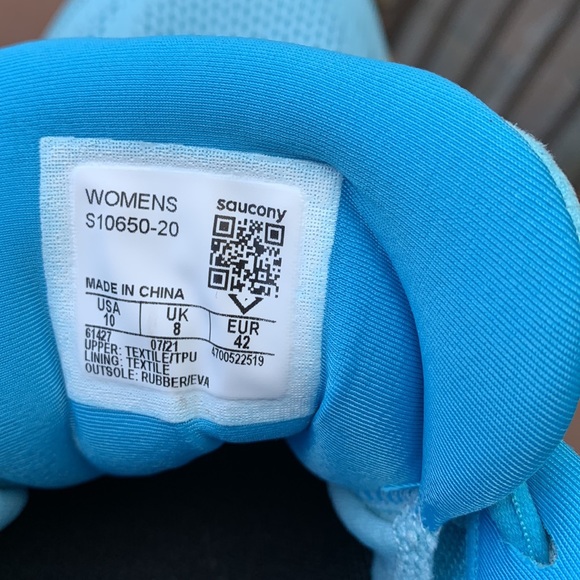 WOMENS
S10650-20
saucony
MADE IN CHINA
USA UK EUR
10 8 42
61427 07/21 4700522519
UPPER: TEXTILE/TPU
LINING: TEXTILE
OUTSOLE: RUBBER/EVA